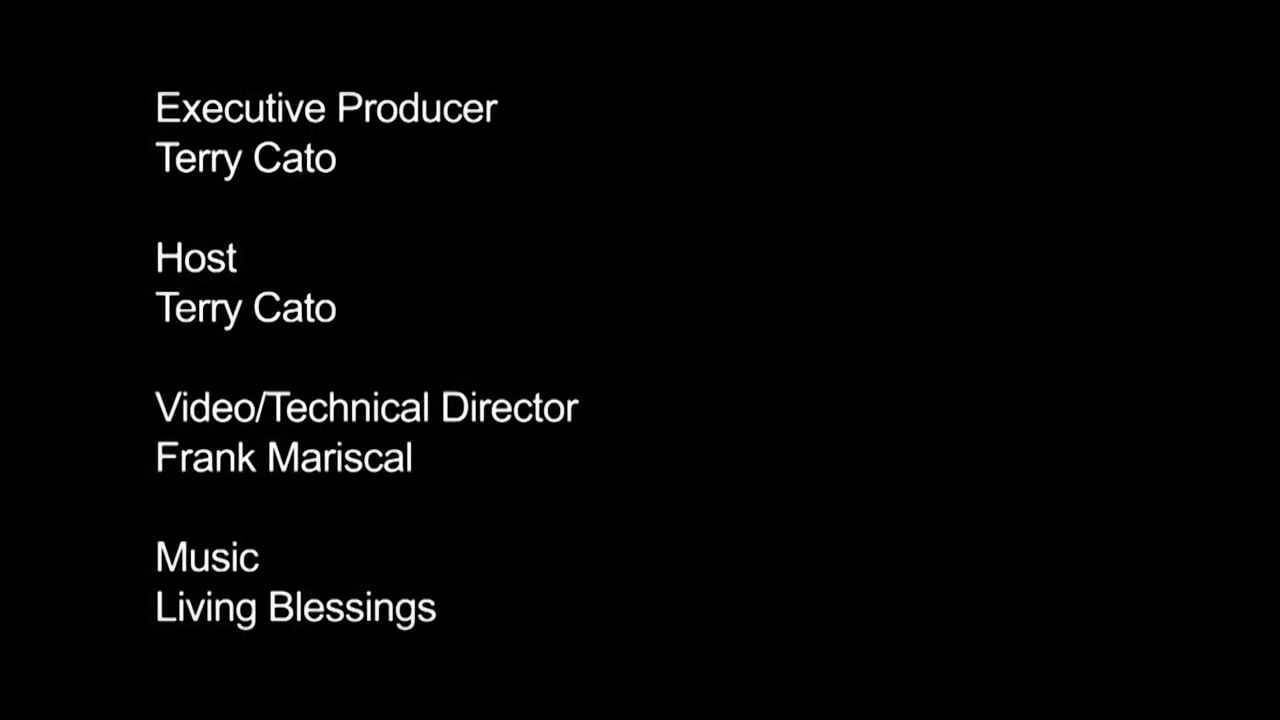 Executive Producer
Terry Cato
Host
Terry Cato
Video/Technical Director
Frank Mariscal
Music
Living Blessings